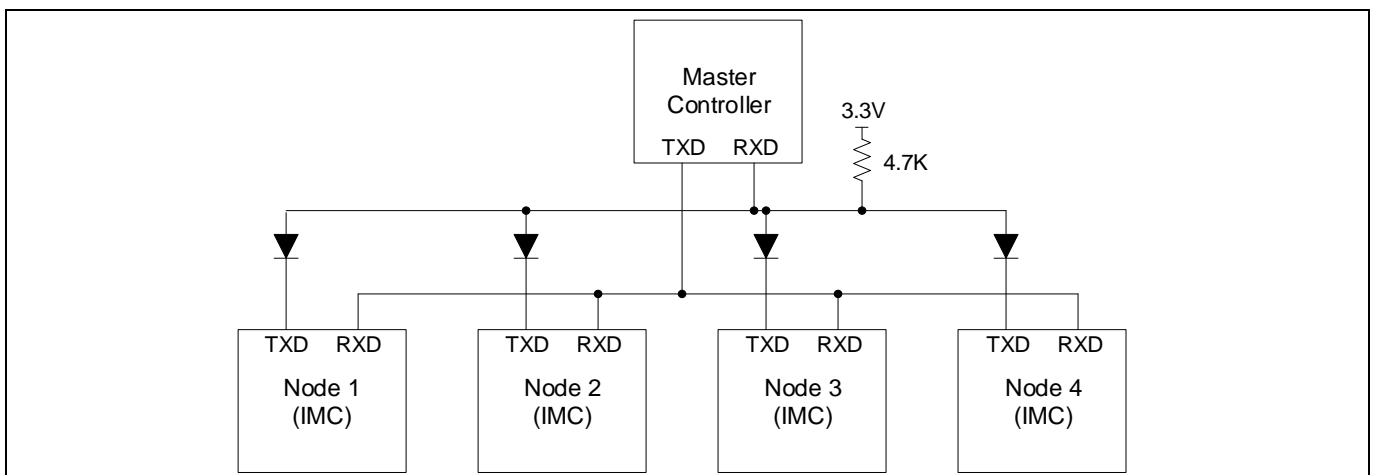 Master
Controller
TXD RXD
3.3V
4.7K
TXD RXD
Node 1
(IMC)
TXD RXD
Node 2
(IMC)
TXD RXD
Node 3
(IMC)
TXD RXD
Node 4
(IMC)